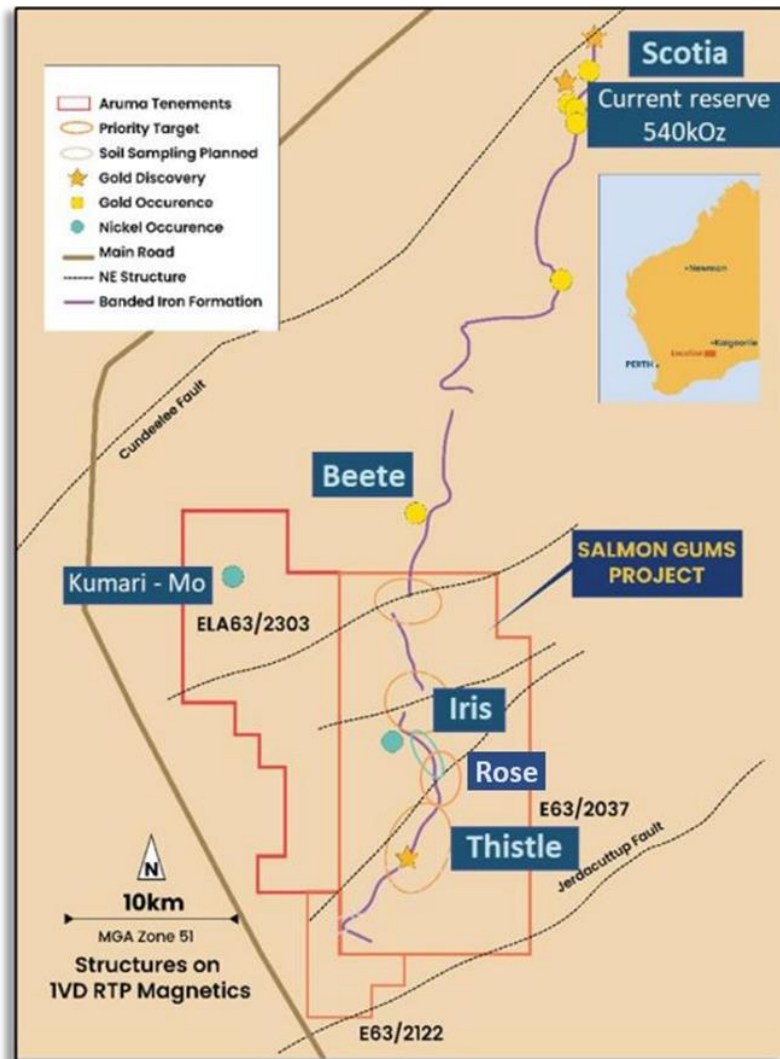 Scotia
Current reserve
540kOz
Aruma Tenements
Priority Target
Soil Sampling Planned
Gold Discovery
Gold Occurence
Nickel Occurence
Main Road
NE Structure
Banded Iron Formation
Newman
Kalgoorlie
Location
PERTH
Cundeelee Fault
Beete
SALMON GUMS
PROJECT
Kumari - Mo
ELA63/2303
Iris
Rose
E63/2037
Thistle
Jerdacuttup Fault
N
10km
MGA Zone 51
Structures on
1VD RTP Magnetics
E63/2122